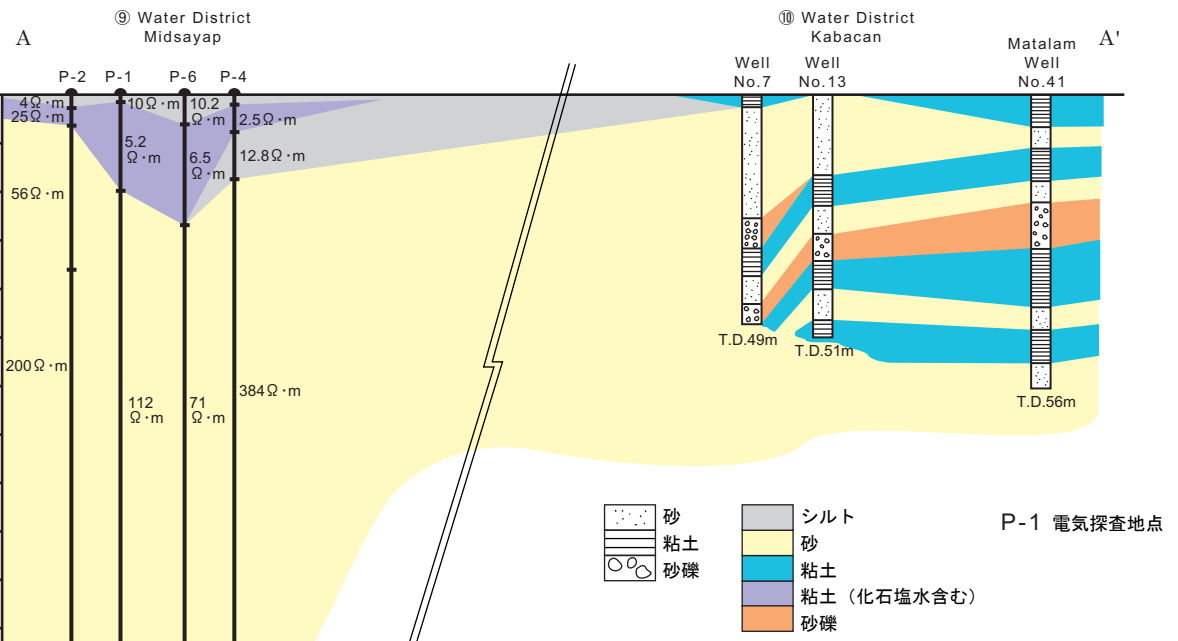 ⑨ Water District
Midsayap
⑩ Water District
Kabacan
A
A'
P-2
P-1
P-6
P-4
Well
No.7
Well
No.13
Matalam
Well
No.41
4Ω·m
25Ω·m
56Ω·m
200Ω·m
10Ω·m
5.2
Ω·m
112
Ω·m
10.2
Ω·m
6.5
Ω·m
71
Ω·m
2.5Ω·m
12.8Ω·m
384Ω·m
T.D.49m
T.D.51m
T.D.56m
砂
粘土
砂礫
シルト
砂
粘土
粘土（化石塩水含む）
砂礫
P-1 電気探査地点